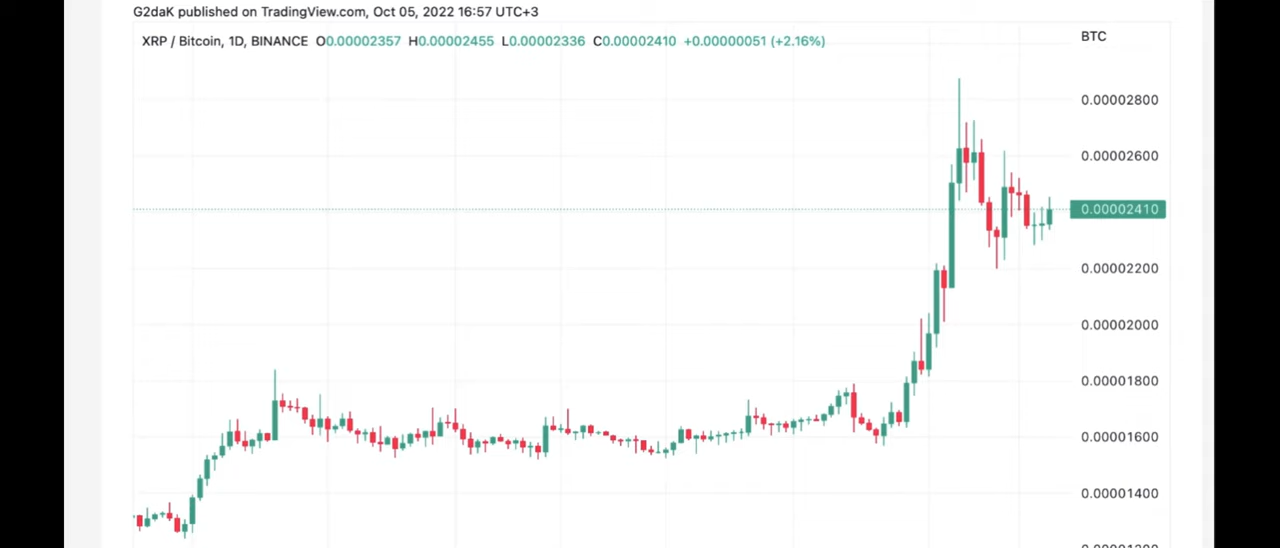 G2daK published on TradingView.com, Oct 05, 2022 16:57 UTC+3
XRP / Bitcoin, 1D, BINANCE O0.00002357 H0.00002455 L0.00002336 C0.00002410 +0.00000051 (+2.16%)
BTC
0.00002800
0.00002600
0.00002410
0.00002200
0.00002000
0.00001800
0.00001600
0.00001400